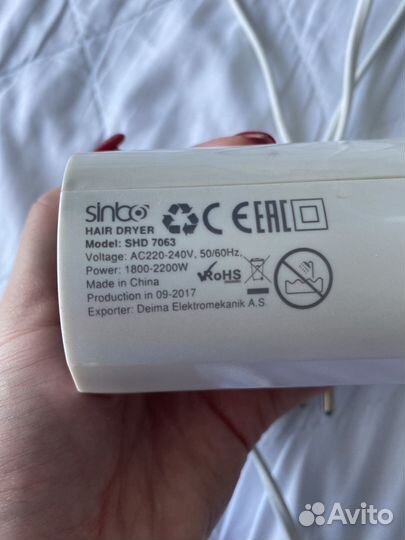 sinbo CE EAC
HAIR DRYER
Model: SHD 7063
Voltage: AC220-240V, 50/60Hz,
Power: 1800-2200W
Made in China
Production in 09-2017
Exporter: Deima Elektromekanik A.S.
RoHS
Avito